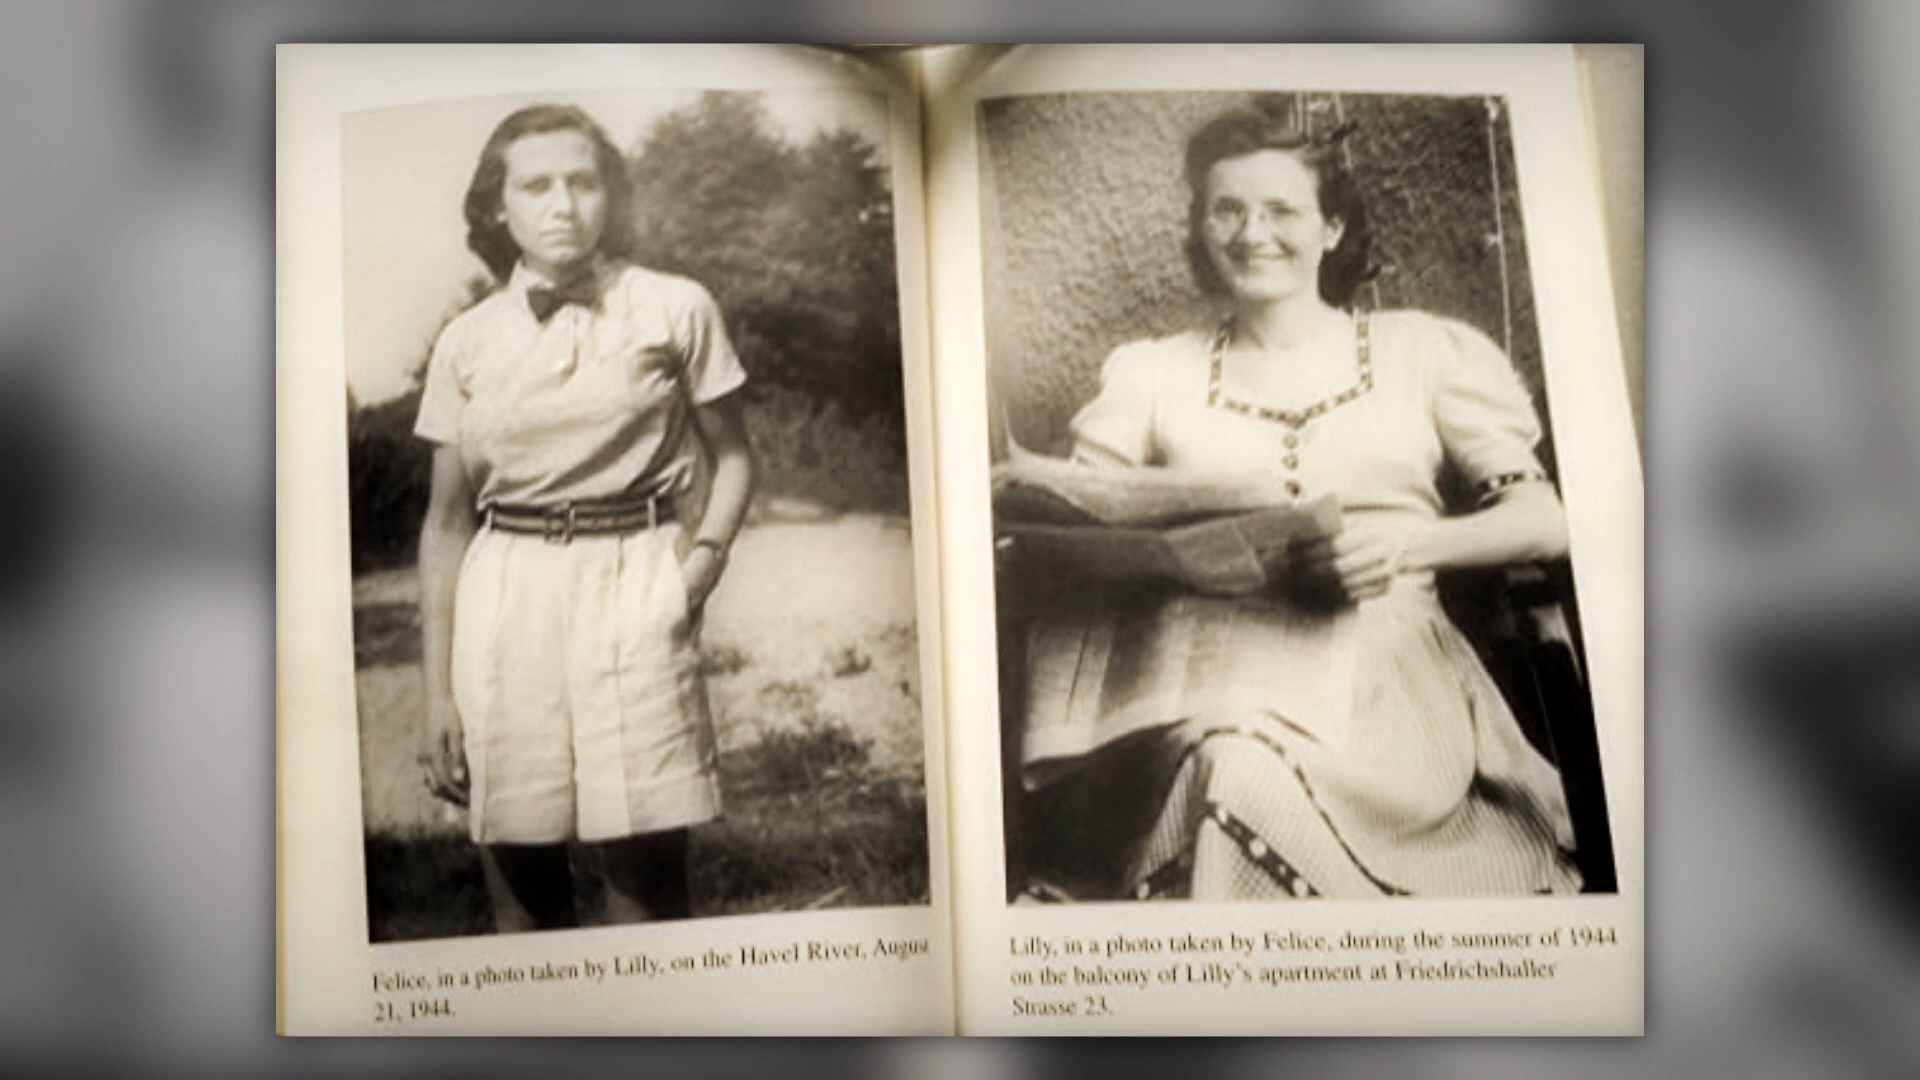 Felice, in a photo taken by Lilly, on the Havel River, August
21, 1944.
Lilly, in a photo taken by Felice, during the summer of 1944
on the balcony of Lilly's apartment at Friedrichshaller
Strasse 23.